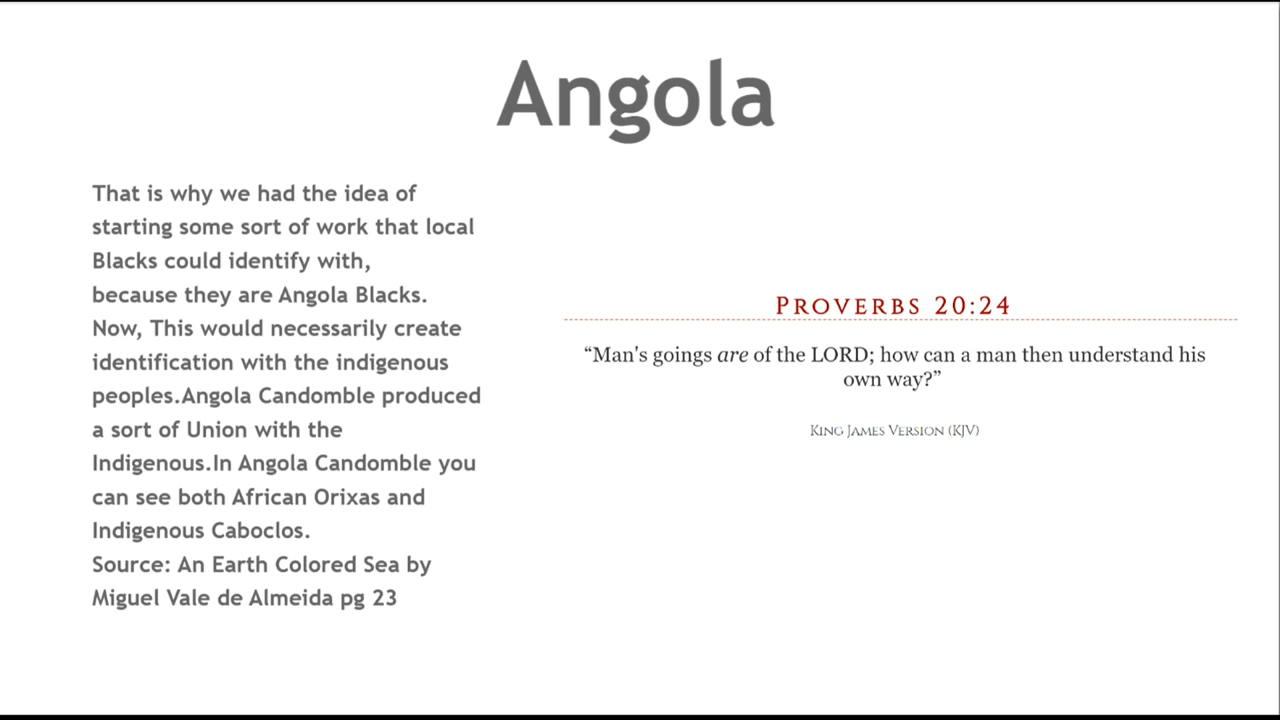 Angola
That is why we had the idea of
starting some sort of work that local
Blacks could identify with,
because they are Angola Blacks.
Now, This would necessarily create
identification with the indigenous
peoples.Angola Candomble produced
a sort of Union with the
Indigenous.In Angola Candomble you
can see both African Orixas and
Indigenous Caboclos.
Source: An Earth Colored Sea by
Miguel Vale de Almeida pg 23
Proverbs 20:24
“Man's goings are of the LORD; how can a man then understand his
own way?”
King James Version (KJV)